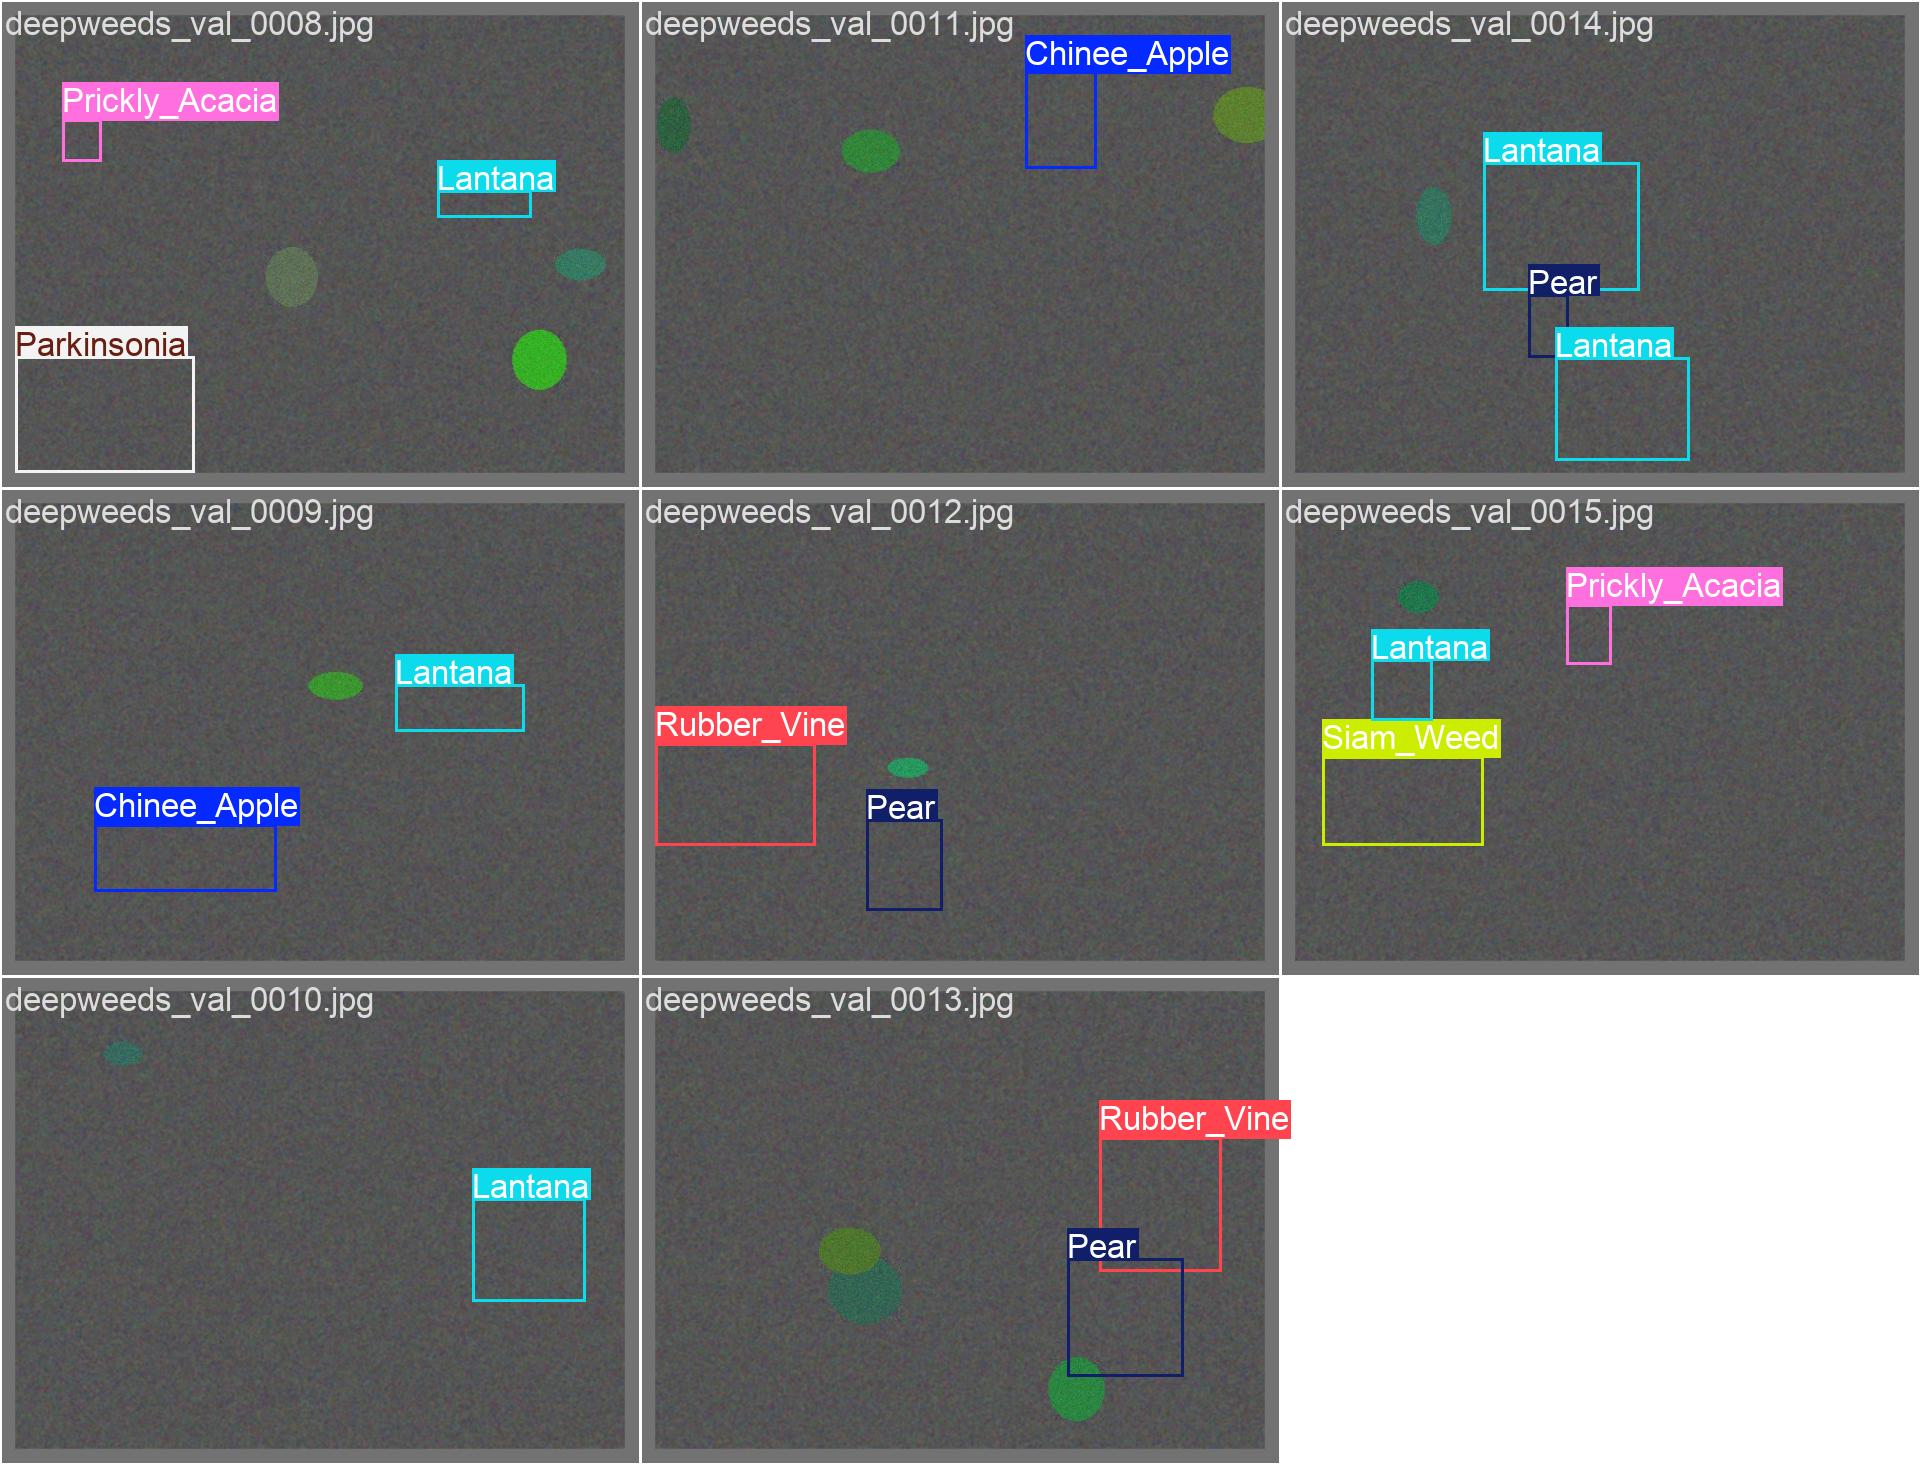 deepweeds_val_0008.jpg
Prickly_Acacia
Lantana
Parkinsonia
deepweeds_val_0011.jpg
Chinee_Apple
deepweeds_val_0014.jpg
Lantana
Pear
Lantana
deepweeds_val_0009.jpg
Lantana
Chinee_Apple
deepweeds_val_0012.jpg
Rubber_Vine
Pear
deepweeds_val_0015.jpg
Prickly_Acacia
Lantana
Siam_Weed
deepweeds_val_0010.jpg
Lantana
deepweeds_val_0013.jpg
Rubber_Vine
Pear